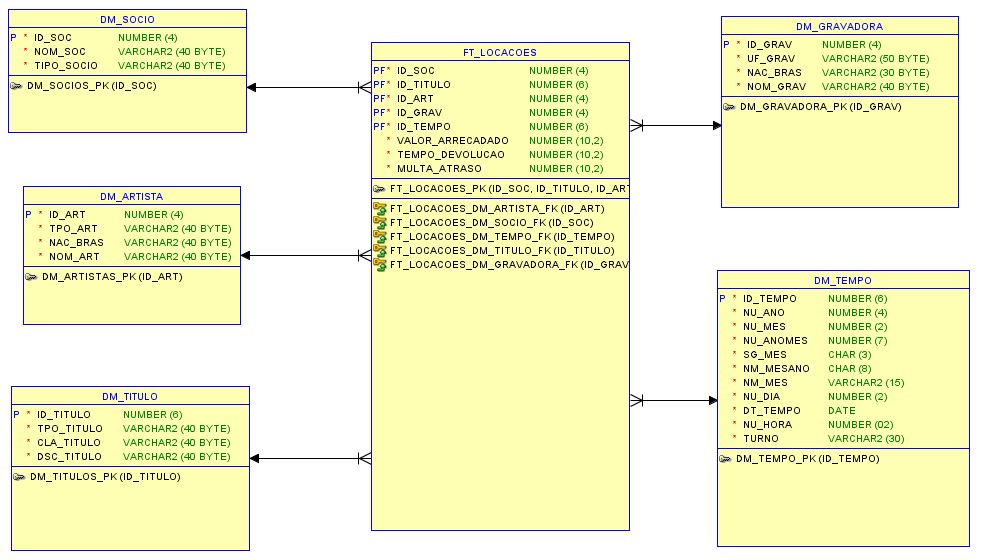 DM_SOCIO
P * ID_SOC NUMBER (4)
* NOM_SOC VARCHAR2 (40 BYTE)
* TIPO_SOCIO VARCHAR2 (40 BYTE)
DM_SOCIOS_PK (ID_SOC)
DM_ARTISTA
P * ID_ART NUMBER (4)
* TPO_ART VARCHAR2 (40 BYTE)
* NAC_BRAS VARCHAR2 (40 BYTE)
* NOM_ART VARCHAR2 (40 BYTE)
DM_ARTISTAS_PK (ID_ART)
DM_TITULO
P * ID_TITULO NUMBER (6)
* TPO_TITULO VARCHAR2 (40 BYTE)
* CLA_TITULO VARCHAR2 (40 BYTE)
* DSC_TITULO VARCHAR2 (40 BYTE)
DM_TITULOS_PK (ID_TITULO)
FT_LOCACOES
PF* ID_SOC NUMBER (4)
PF* ID_TITULO NUMBER (6)
PF* ID_ART NUMBER (4)
PF* ID_GRAV NUMBER (4)
PF* ID_TEMPO NUMBER (6)
* VALOR_ARRECADADO NUMBER (10,2)
* TEMPO_DEVOLUCAO NUMBER (10,2)
* MULTA_ATRASO NUMBER (10,2)
FT_LOCACOES_PK (ID_SOC, ID_TITULO, ID_ART
FT_LOCACOES_DM_ARTISTA_FK (ID_ART)
FT_LOCACOES_DM_SOCIO_FK (ID_SOC)
FT_LOCACOES_DM_TEMPO_FK (ID_TEMPO)
FT_LOCACOES_DM_TITULO_FK (ID_TITULO)
FT_LOCACOES_DM_GRAVADORA_FK (ID_GRAV
DM_GRAVADORA
P * ID_GRAV NUMBER (4)
* UF_GRAV VARCHAR2 (50 BYTE)
* NAC_BRAS VARCHAR2 (30 BYTE)
* NOM_GRAV VARCHAR2 (40 BYTE)
DM_GRAVADORA_PK (ID_GRAV)
DM_TEMPO
P * ID_TEMPO NUMBER (6)
* NU_ANO NUMBER (4)
* NU_MES NUMBER (2)
* NU_ANOMES NUMBER (7)
* SG_MES CHAR (3)
* NM_MESANO CHAR (8)
* NM_MES VARCHAR2 (15)
* NU_DIA NUMBER (2)
* DT_TEMPO DATE
* NU_HORA NUMBER (02)
* TURNO VARCHAR2 (30)
DM_TEMPO_PK (ID_TEMPO)